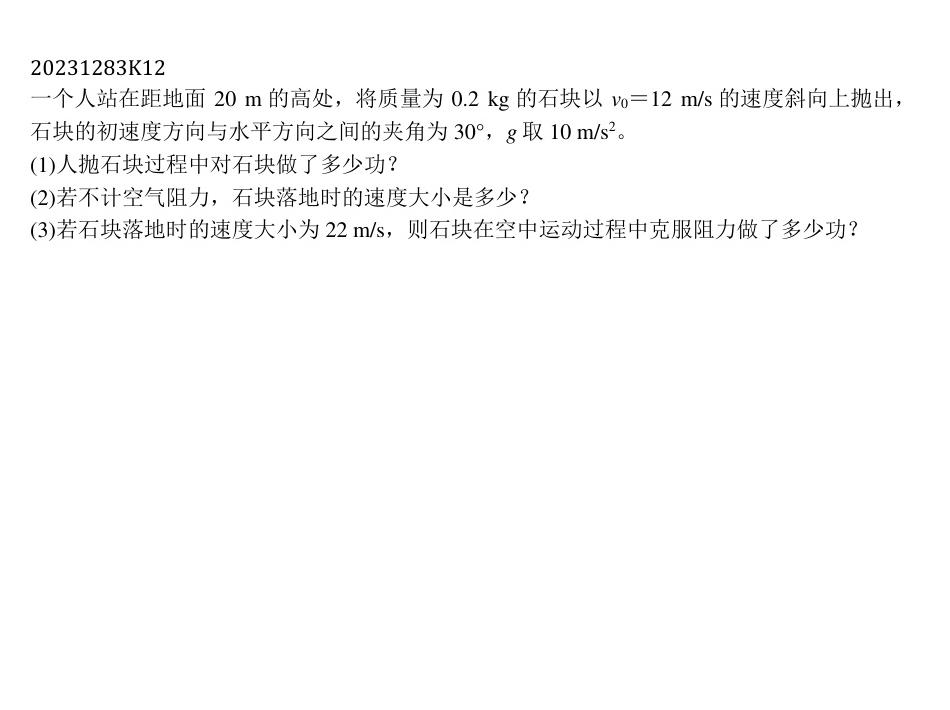 20231283K12
一个人站在距地面 20 m 的高处，将质量为 0.2 kg 的石块以 v₀＝12 m/s 的速度斜向上抛出，
石块的初速度方向与水平方向之间的夹角为 30°，g 取 10 m/s²。
(1)人抛石块过程中对石块做了多少功？
(2)若不计空气阻力，石块落地时的速度大小是多少？
(3)若石块落地时的速度大小为 22 m/s，则石块在空中运动过程中克服阻力做了多少功？